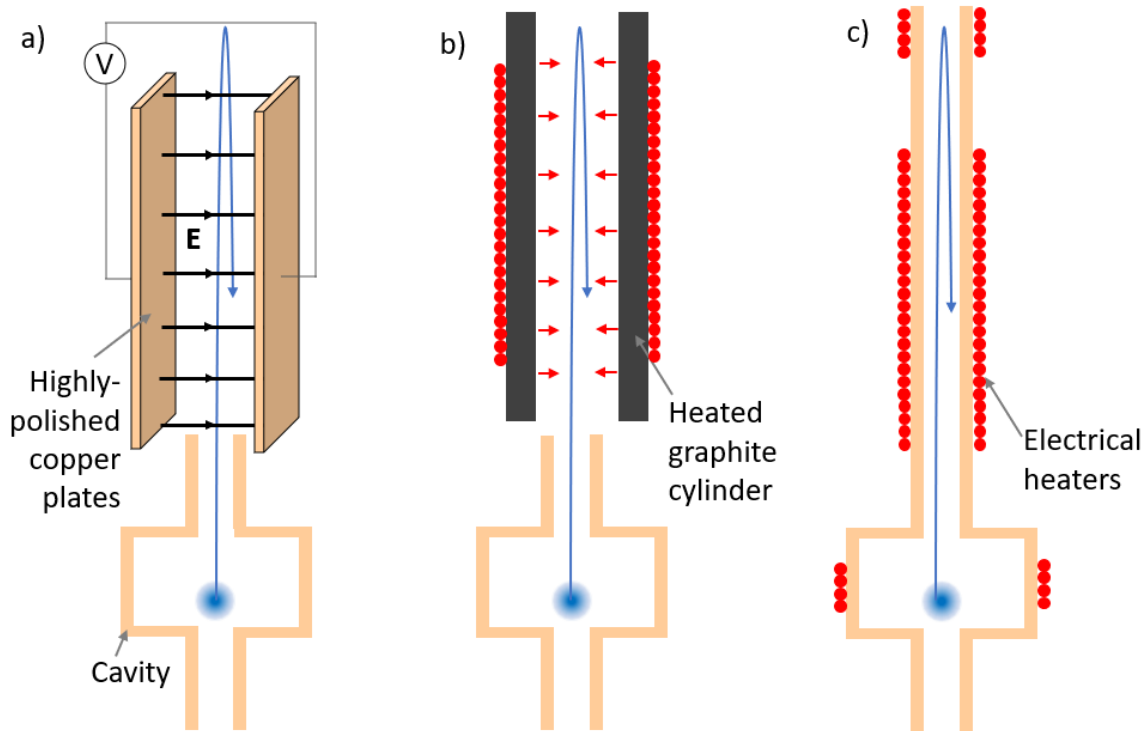 a)
V
E
Highly-
polished
copper
plates
Cavity
b)
Heated
graphite
cylinder
c)
Electrical
heaters